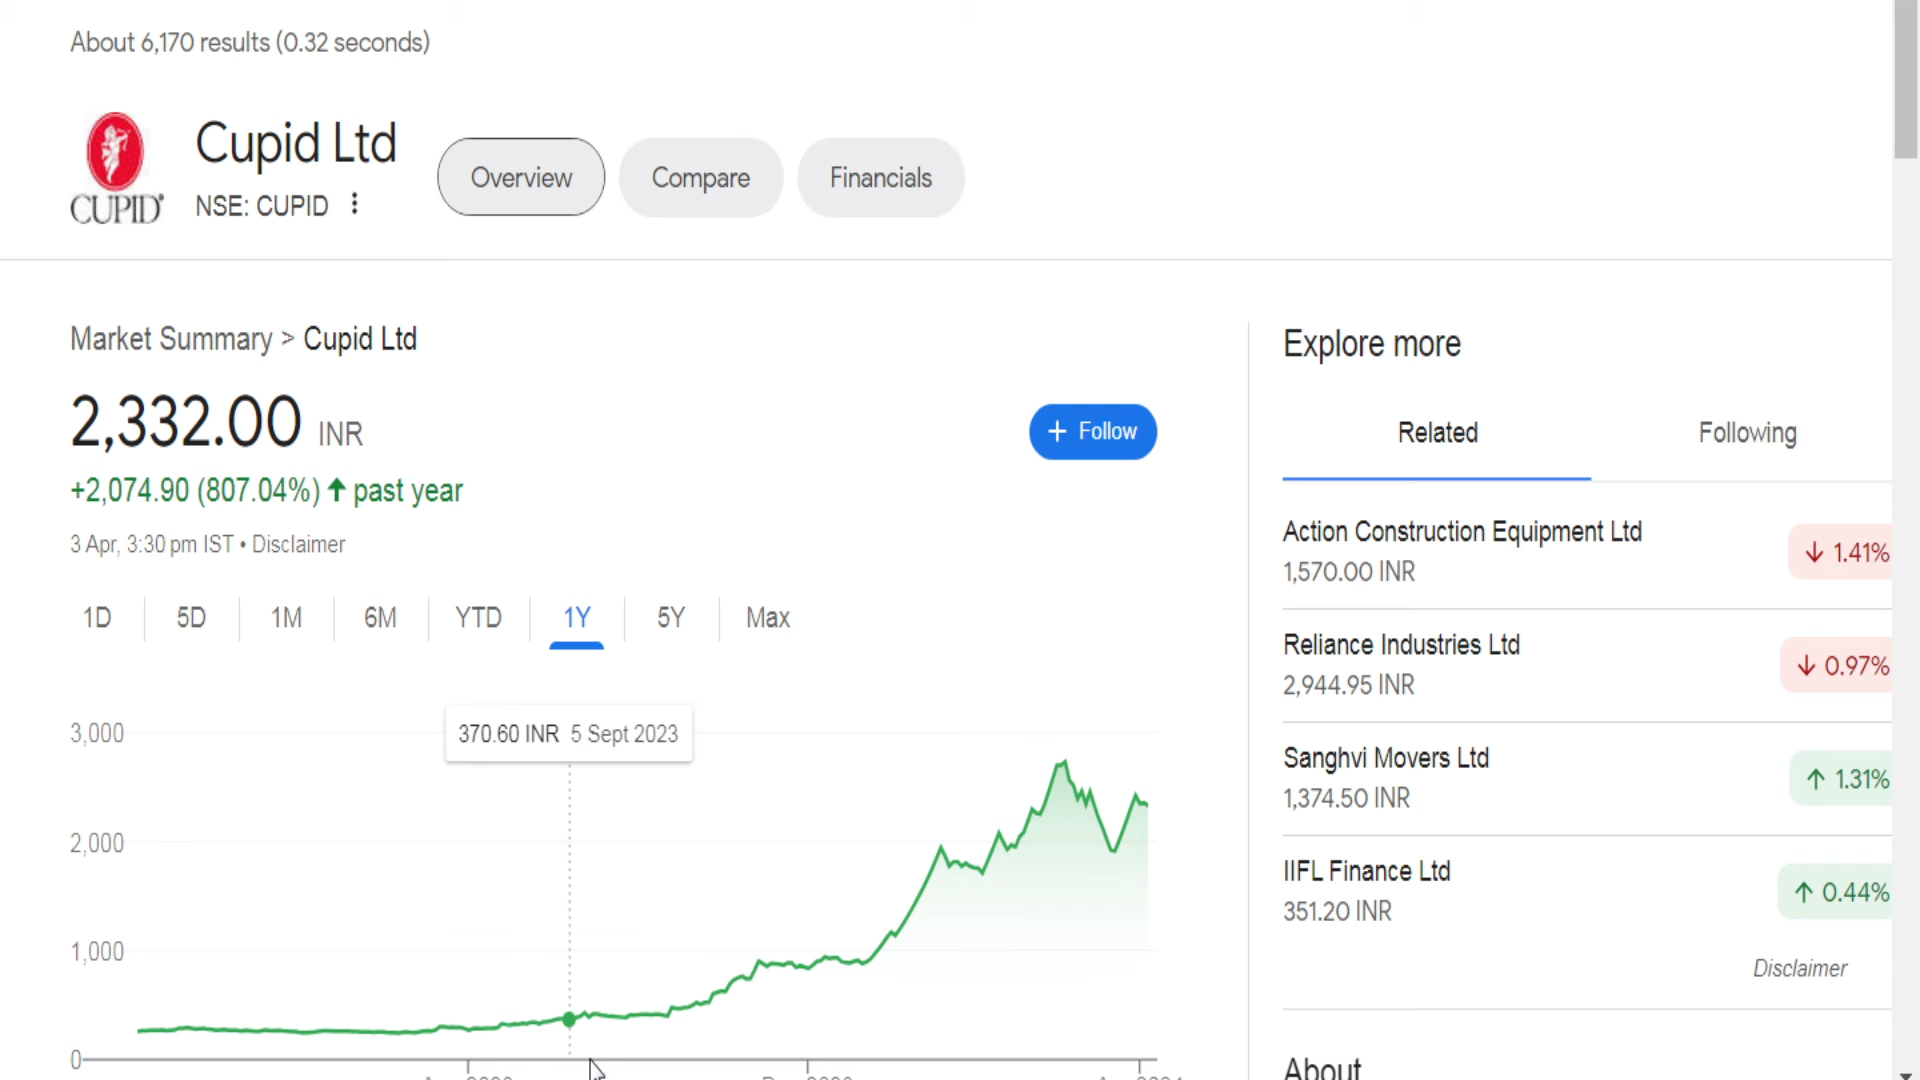 About 6,170 results (0.32 seconds)
CUPID
Cupid Ltd
NSE: CUPID
Overview
Compare
Financials
Market Summary > Cupid Ltd
2,332.00 INR
+ Follow
+2,074.90 (807.04%) ↑ past year
3 Apr, 3:30 pm IST • Disclaimer
1D
5D
1M
6M
YTD
1Y
5Y
Max
370.60 INR 5 Sept 2023
3,000
2,000
1,000
0
Explore more
Related
Following
Action Construction Equipment Ltd
1,570.00 INR
↓ 1.41%
Reliance Industries Ltd
2,944.95 INR
↓ 0.97%
Sanghvi Movers Ltd
1,374.50 INR
↑ 1.31%
IIFL Finance Ltd
351.20 INR
↑ 0.44%
Disclaimer
About